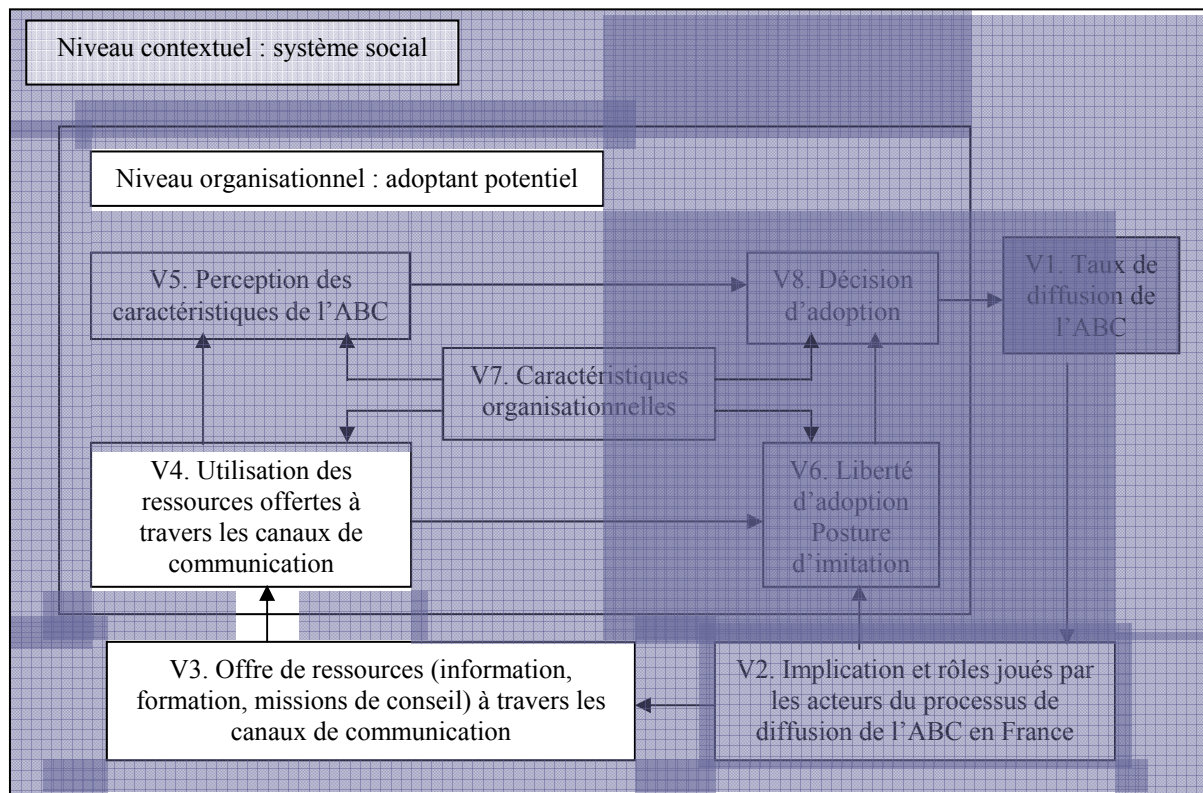 Niveau contextuel : système social
Niveau organisationnel : adoptant potentiel
V5. Perception des
caractéristiques de l'ABC
V8. Décision
d'adoption
V1. Taux de
diffusion de
l'ABC
V7. Caractéristiques
organisationnelles
V4. Utilisation des
ressources offertes à
travers les canaux de
communication
V6. Liberté
d'adoption
Posture
d'imitation
V3. Offre de ressources (information,
formation, missions de conseil) à travers les
canaux de communication
V2. Implication et rôles joués par
les acteurs du processus de
diffusion de l'ABC en France